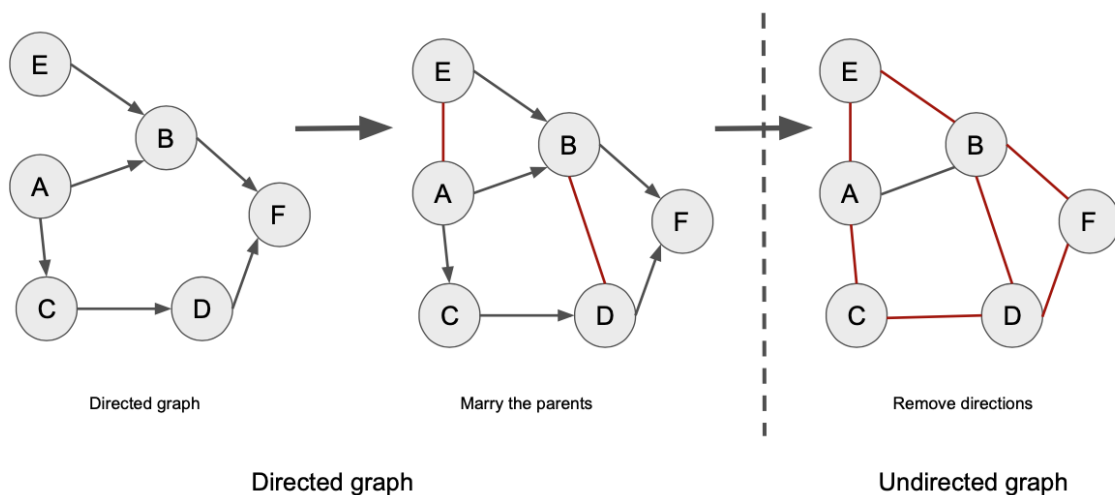 E
B
A
F
C
D
E
B
A
F
C
D
E
B
A
F
C
D
Directed graph
Marry the parents
Remove directions
Directed graph
Undirected graph